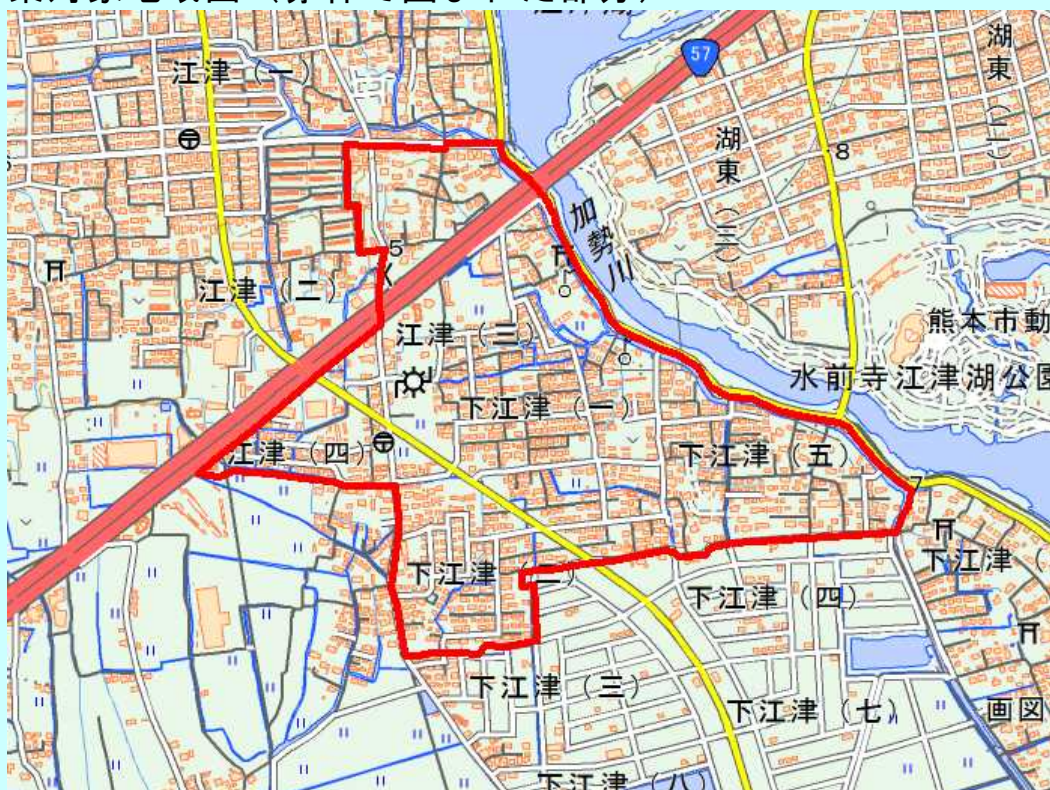 57
江津（一）
湖東（二）
湖東（三）
8
加勢川
5
江津（二）
江津（三）
熊本市動
水前寺江津湖公園
下江津（一）
江津（四）
下江津（五）
7
下江津（二）
下江津（
下江津（四）
下江津（三）
下江津（七）
画図
下江津（八）